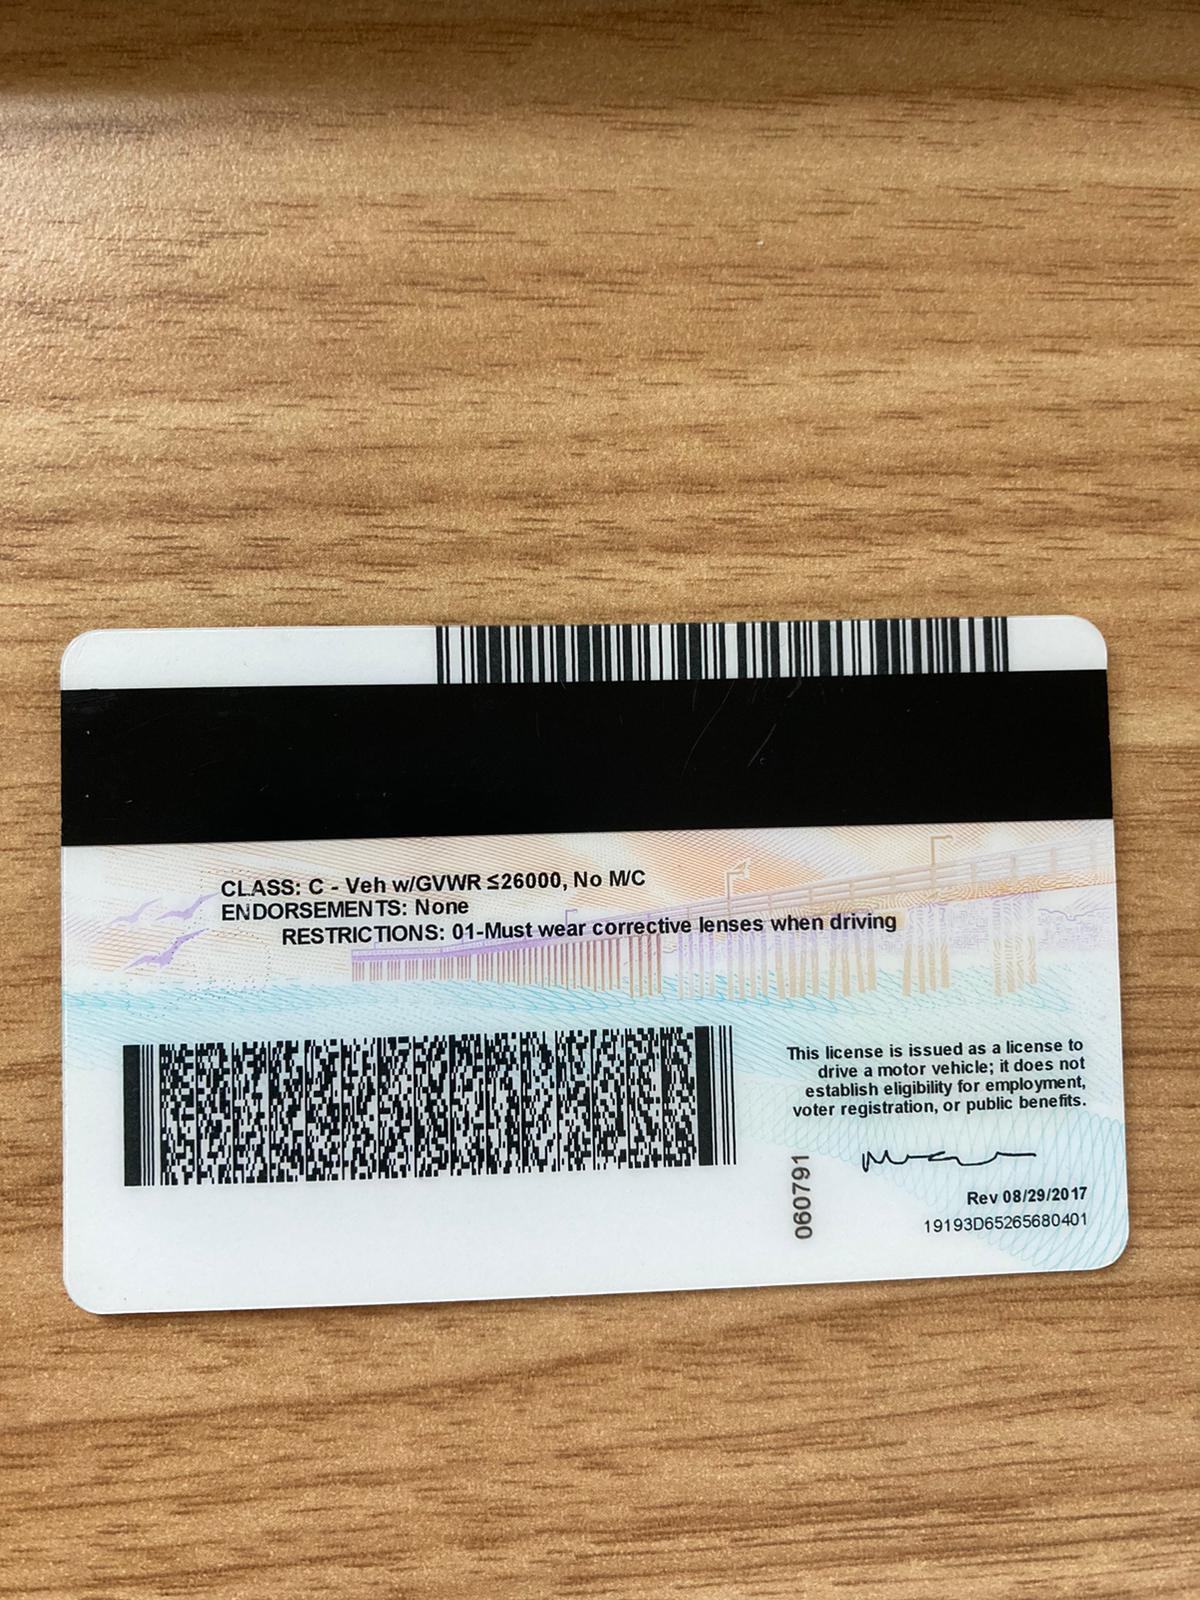 CLASS: C - Veh w/GVWR ≤26000, No M/C
ENDORSEMENTS: None
RESTRICTIONS: 01-Must wear corrective lenses when driving
This license is issued as a license to
drive a motor vehicle; it does not
establish eligibility for employment,
voter registration, or public benefits.
060791
Rev 08/29/2017
19193D65265680401